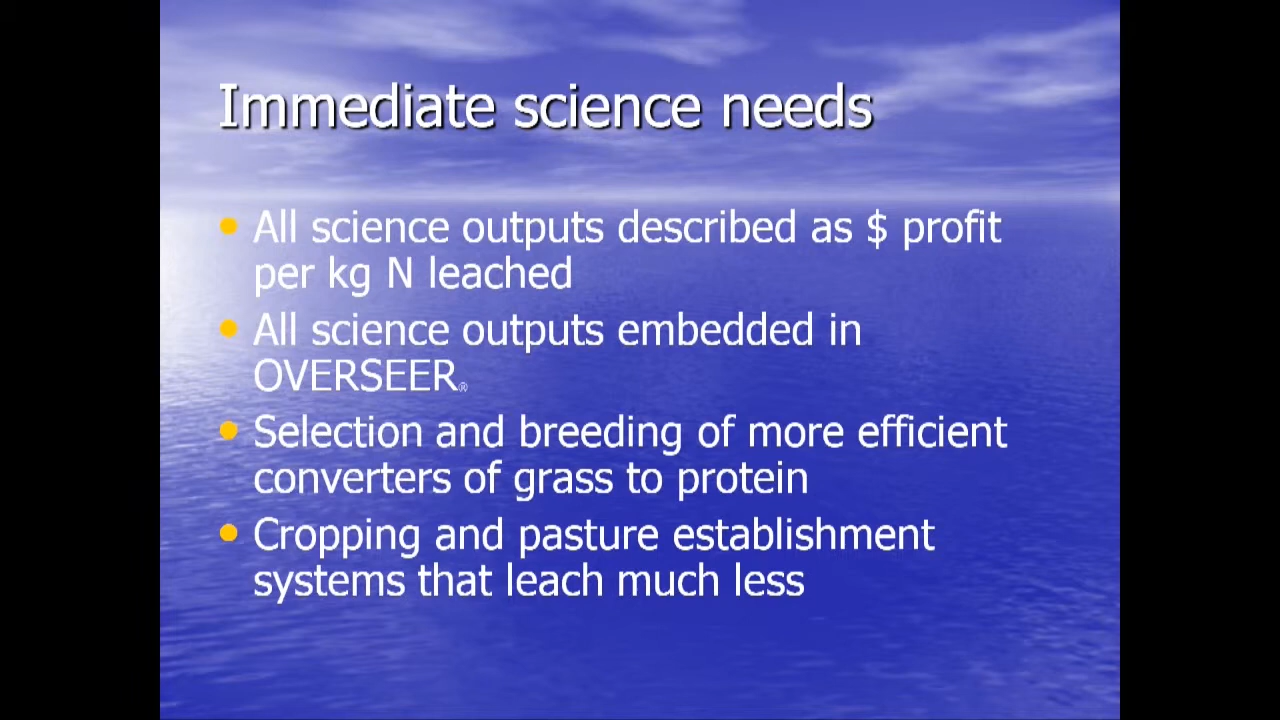 Immediate science needs
• All science outputs described as $ profit
per kg N leached
• All science outputs embedded in
OVERSEER®
• Selection and breeding of more efficient
converters of grass to protein
• Cropping and pasture establishment
systems that leach much less